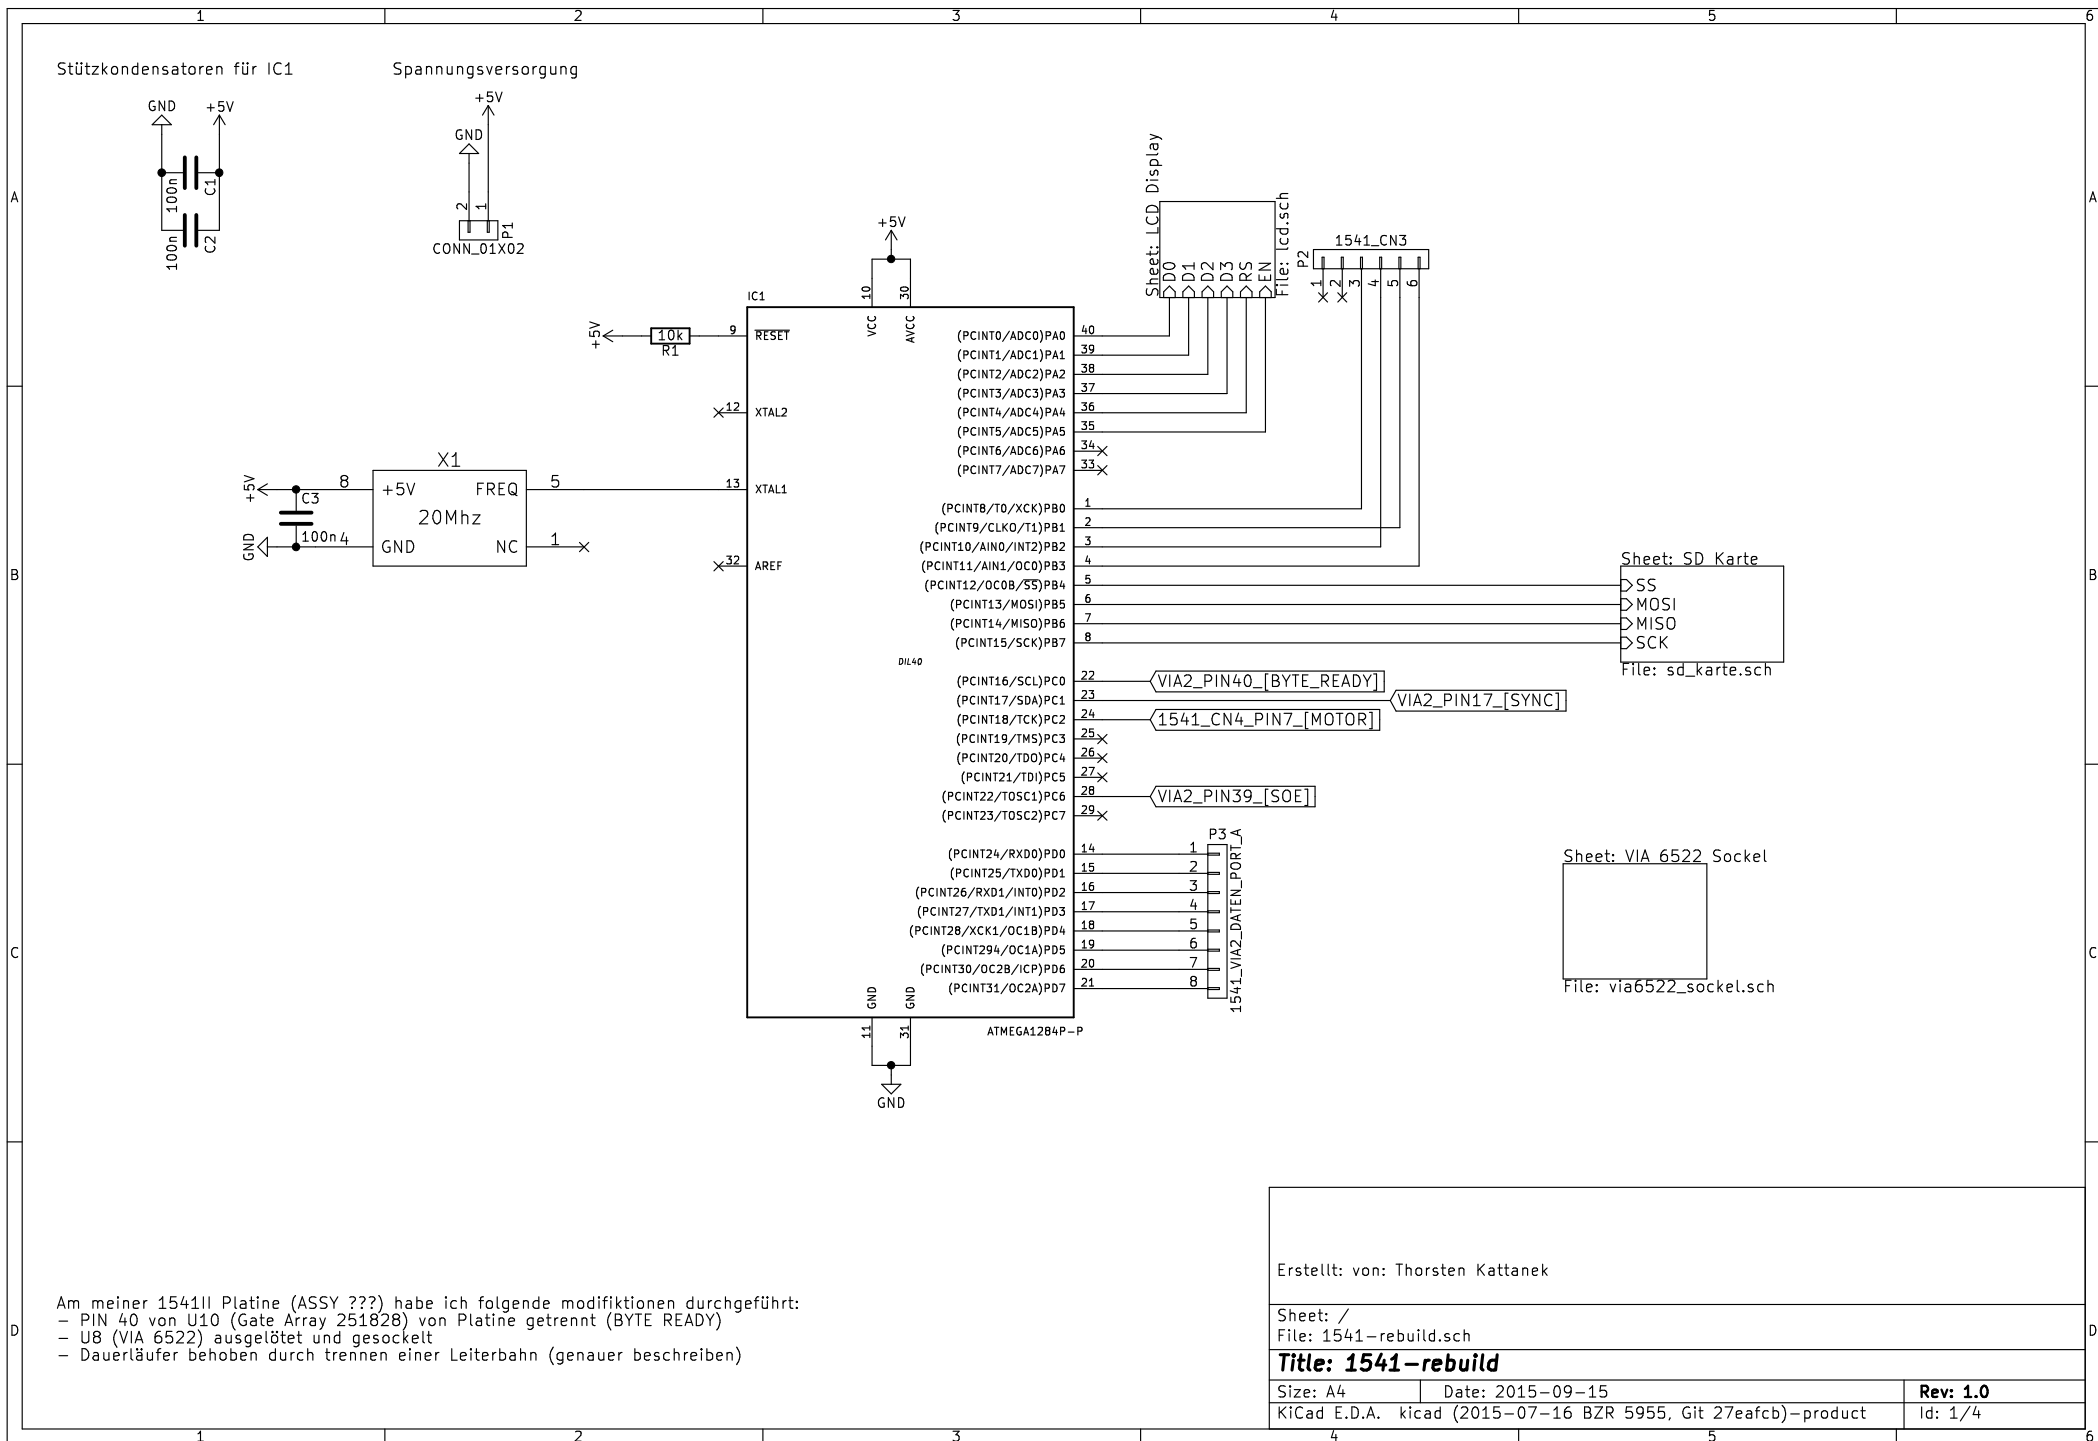 1 2 3 4 5 6
A
B
C
D
A
B
C
D
1 2 3 4 5 6
Stützkondensatoren für IC1
GND
+5V
100n
C1
100n
C2
Spannungsversorgung
+5V
GND
2
1
P1
CONN_01X02
+5V
10k
R1
+5V
GND
C3
100n
X1
8
+5V
FREQ
5
20Mhz
4
GND
NC
1
IC1
+5V
10
30
VCC
AVCC
9
RESET
12
XTAL2
13
XTAL1
32
AREF
DIL40
(PCINT0/ADC0)PA0 40
(PCINT1/ADC1)PA1 39
(PCINT2/ADC2)PA2 38
(PCINT3/ADC3)PA3 37
(PCINT4/ADC4)PA4 36
(PCINT5/ADC5)PA5 35
(PCINT6/ADC6)PA6 34
(PCINT7/ADC7)PA7 33
(PCINT8/T0/XCK)PB0 1
(PCINT9/CLKO/T1)PB1 2
(PCINT10/AIN0/INT2)PB2 3
(PCINT11/AIN1/OC0)PB3 4
(PCINT12/OC0B/SS)PB4 5
(PCINT13/MOSI)PB5 6
(PCINT14/MISO)PB6 7
(PCINT15/SCK)PB7 8
(PCINT16/SCL)PC0 22
(PCINT17/SDA)PC1 23
(PCINT18/TCK)PC2 24
(PCINT19/TMS)PC3 25
(PCINT20/TDO)PC4 26
(PCINT21/TDI)PC5 27
(PCINT22/TOSC1)PC6 28
(PCINT23/TOSC2)PC7 29
(PCINT24/RXD0)PD0 14
(PCINT25/TXD0)PD1 15
(PCINT26/RXD1/INT0)PD2 16
(PCINT27/TXD1/INT1)PD3 17
(PCINT28/XCK1/OC1B)PD4 18
(PCINT294/OC1A)PD5 19
(PCINT30/OC2B/ICP)PD6 20
(PCINT31/OC2A)PD7 21
GND
GND
11
31
ATMEGA1284P-P
GND
Sheet: LCD Display
D0
D1
D2
D3
RS
EN
File: lcd.sch
1541_CN3
P2
1
2
3
4
5
6
Sheet: SD Karte
SS
MOSI
MISO
SCK
File: sd_karte.sch
VIA2_PIN40_[BYTE_READY]
VIA2_PIN17_[SYNC]
1541_CN4_PIN7_[MOTOR]
VIA2_PIN39_[SOE]
P3
1
2
3
4
5
6
7
8
1541_VIA2_DATEN_PORT_A
Sheet: VIA 6522 Sockel
File: via6522_sockel.sch
Am meiner 1541II Platine (ASSY ???) habe ich folgende modifiktionen durchgeführt:
- PIN 40 von U10 (Gate Array 251828) von Platine getrennt (BYTE READY)
- U8 (VIA 6522) ausgelötet und gesockelt
- Dauerläufer behoben durch trennen einer Leiterbahn (genauer beschreiben)
Erstellt: von: Thorsten Kattanek
Sheet: /
File: 1541-rebuild.sch
Title: 1541-rebuild
Size: A4 Date: 2015-09-15 Rev: 1.0
KiCad E.D.A. kicad (2015-07-16 BZR 5955, Git 27eafcb)-product Id: 1/4